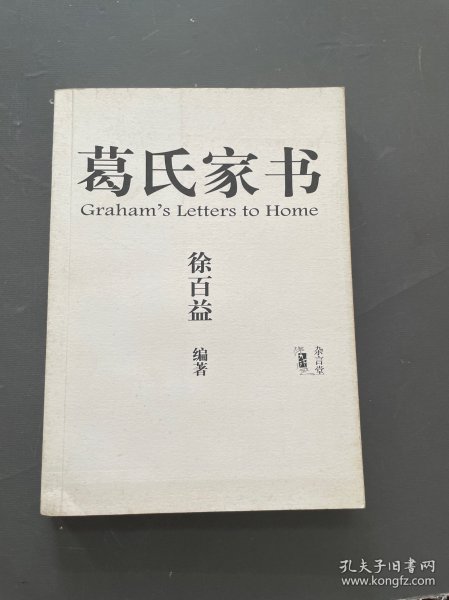 葛氏家书
Graham's Letters to Home
徐百益
编著
杂言堂
孔夫子旧书网
www.kongfz.com